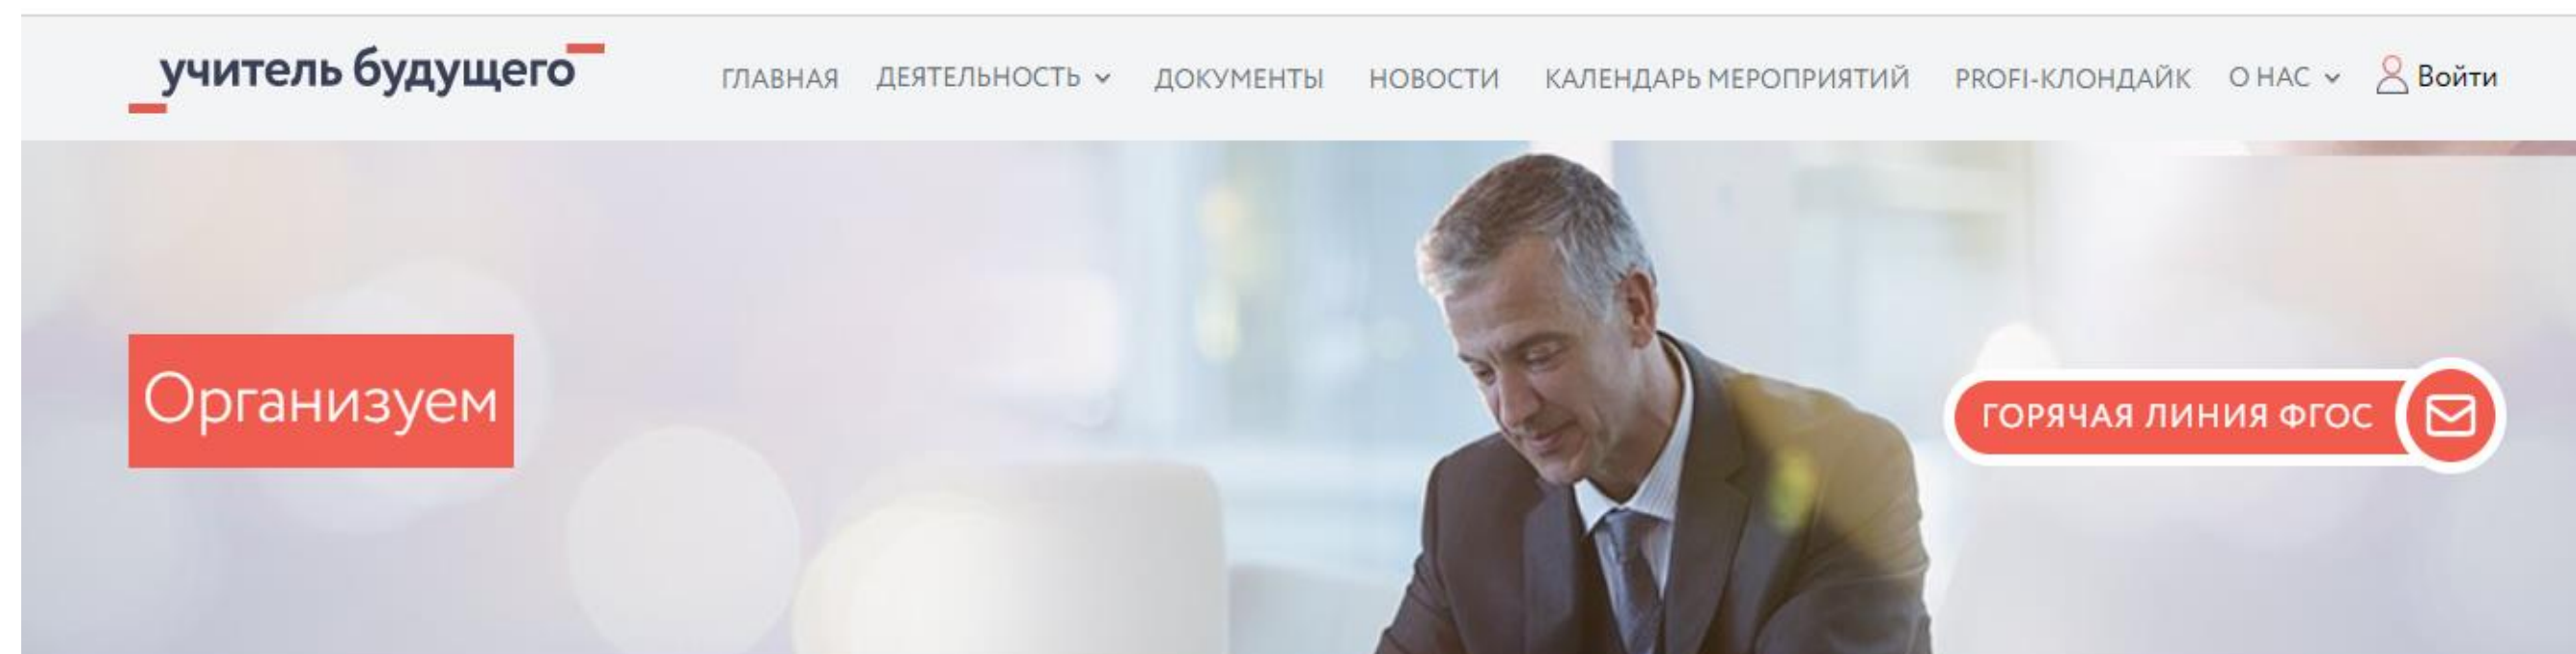 учитель будущего
ГЛАВНАЯ ДЕЯТЕЛЬНОСТЬ ДОКУМЕНТЫ НОВОСТИ КАЛЕНДАРЬ МЕРОПРИЯТИЙ PROFI-КЛОНДАЙК О НАС Войти
Организуем
ГОРЯЧАЯ ЛИНИЯ ФГОС